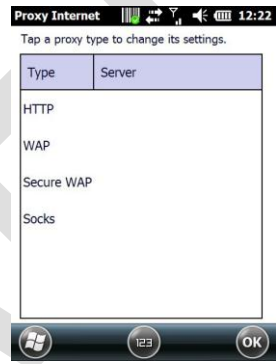 Proxy Internet 12:22
Tap a proxy type to change its settings.
Type Server
HTTP
WAP
Secure WAP
Socks
123 OK